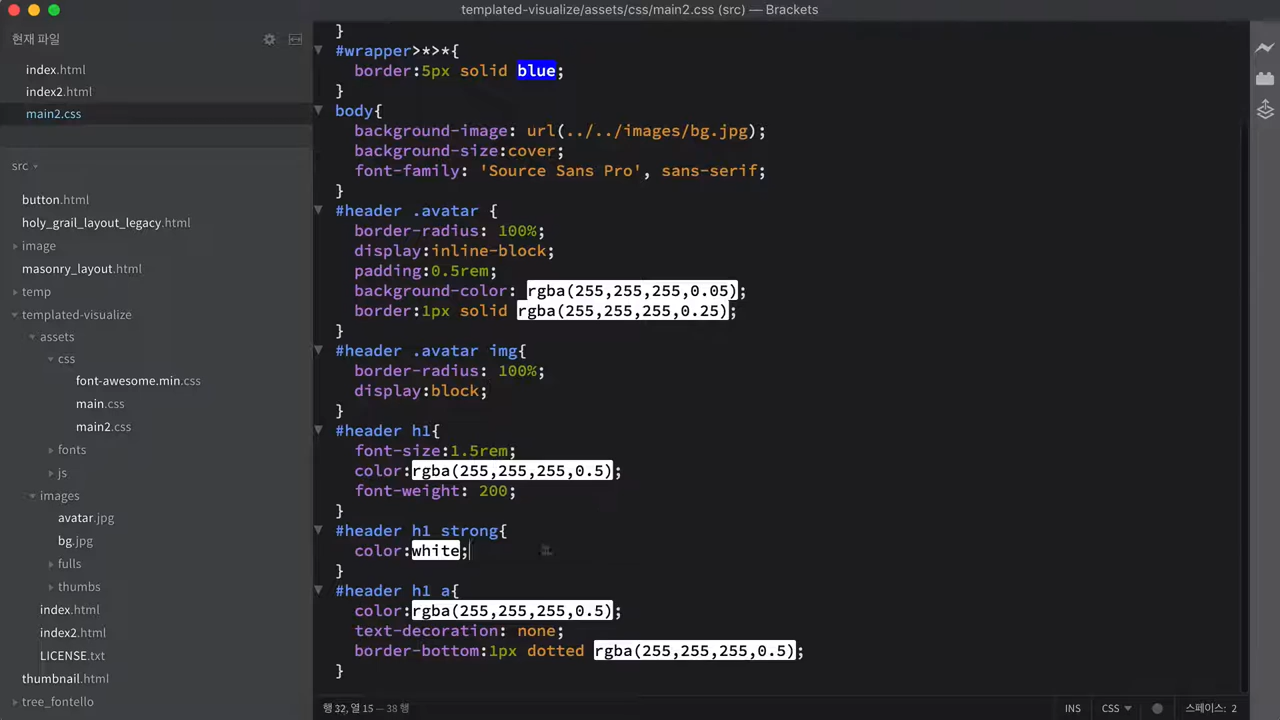 templated-visualize/assets/css/main2.css (src) — Brackets
현재 파일
index.html
index2.html
main2.css
src
button.html
holy_grail_layout_legacy.html
image
masonry_layout.html
temp
templated-visualize
assets
css
font-awesome.min.css
main.css
main2.css
fonts
js
images
avatar.jpg
bg.jpg
fulls
thumbs
index.html
index2.html
LICENSE.txt
thumbnail.html
tree_fontello
}
#wrapper>*>*{
border:5px solid blue;
}
body{
background-image: url(../../images/bg.jpg);
background-size:cover;
font-family: 'Source Sans Pro', sans-serif;
}
#header .avatar {
border-radius: 100%;
display:inline-block;
padding:0.5rem;
background-color: rgba(255,255,255,0.05);
border:1px solid rgba(255,255,255,0.25);
}
#header .avatar img{
border-radius: 100%;
display:block;
}
#header h1{
font-size:1.5rem;
color:rgba(255,255,255,0.5);
font-weight: 200;
}
#header h1 strong{
color:white;
}
#header h1 a{
color:rgba(255,255,255,0.5);
text-decoration: none;
border-bottom:1px dotted rgba(255,255,255,0.5);
}
행 32, 열 15 — 38 행
INS CSS 스페이스: 2